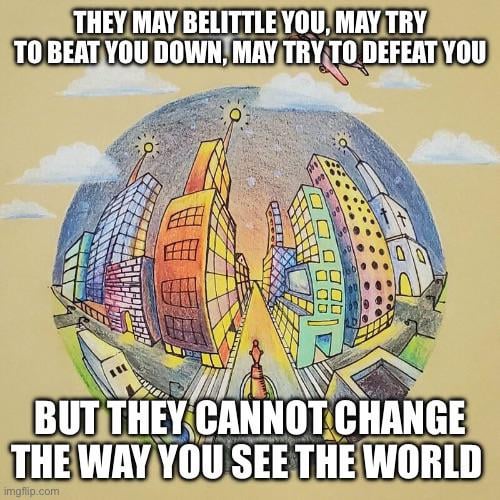 THEY MAY BELITTLE YOU, MAY TRY
TO BEAT YOU DOWN, MAY TRY TO DEFEAT YOU
BUT THEY CANNOT CHANGE
THE WAY YOU SEE THE WORLD
imgflip.com